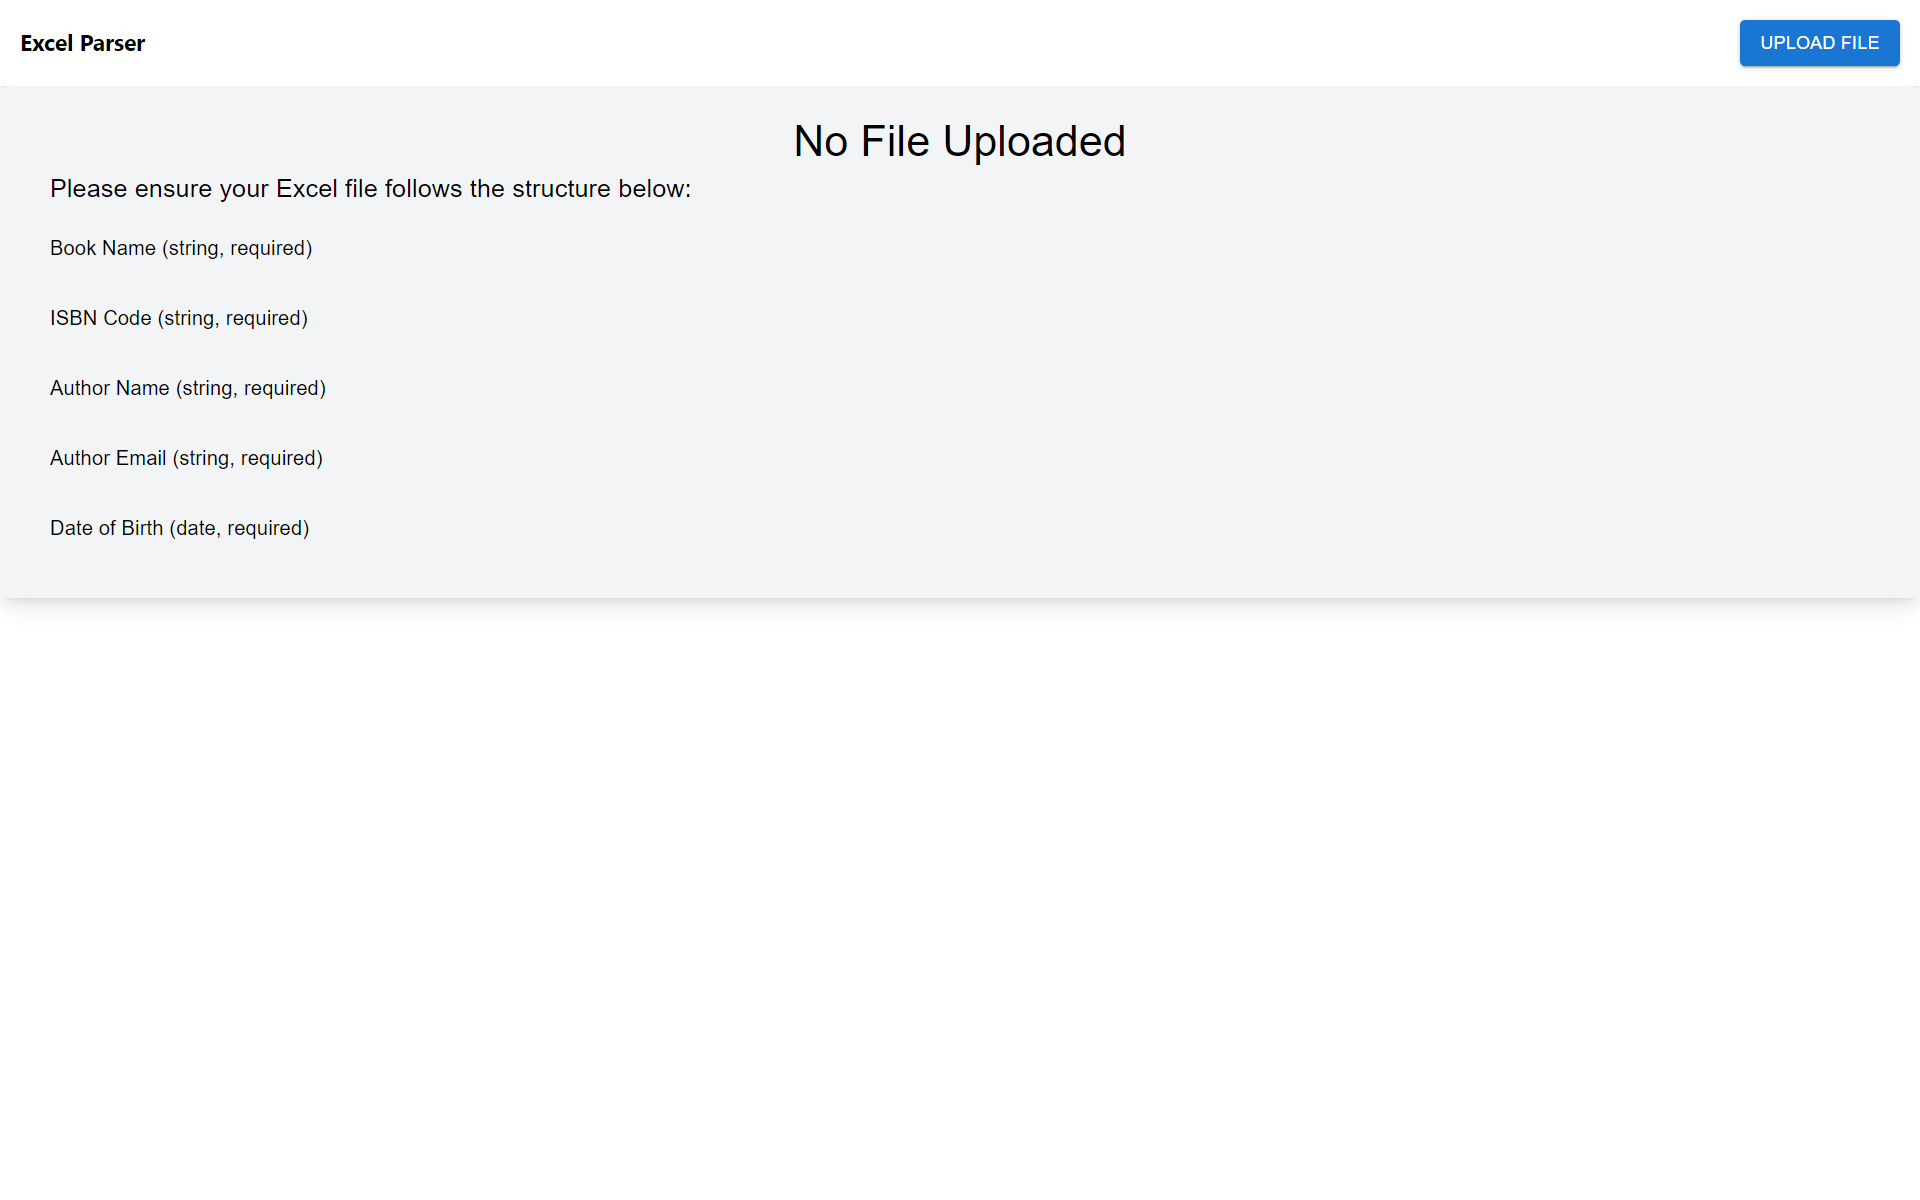 Excel Parser
UPLOAD FILE
No File Uploaded
Please ensure your Excel file follows the structure below:
Book Name (string, required)
ISBN Code (string, required)
Author Name (string, required)
Author Email (string, required)
Date of Birth (date, required)